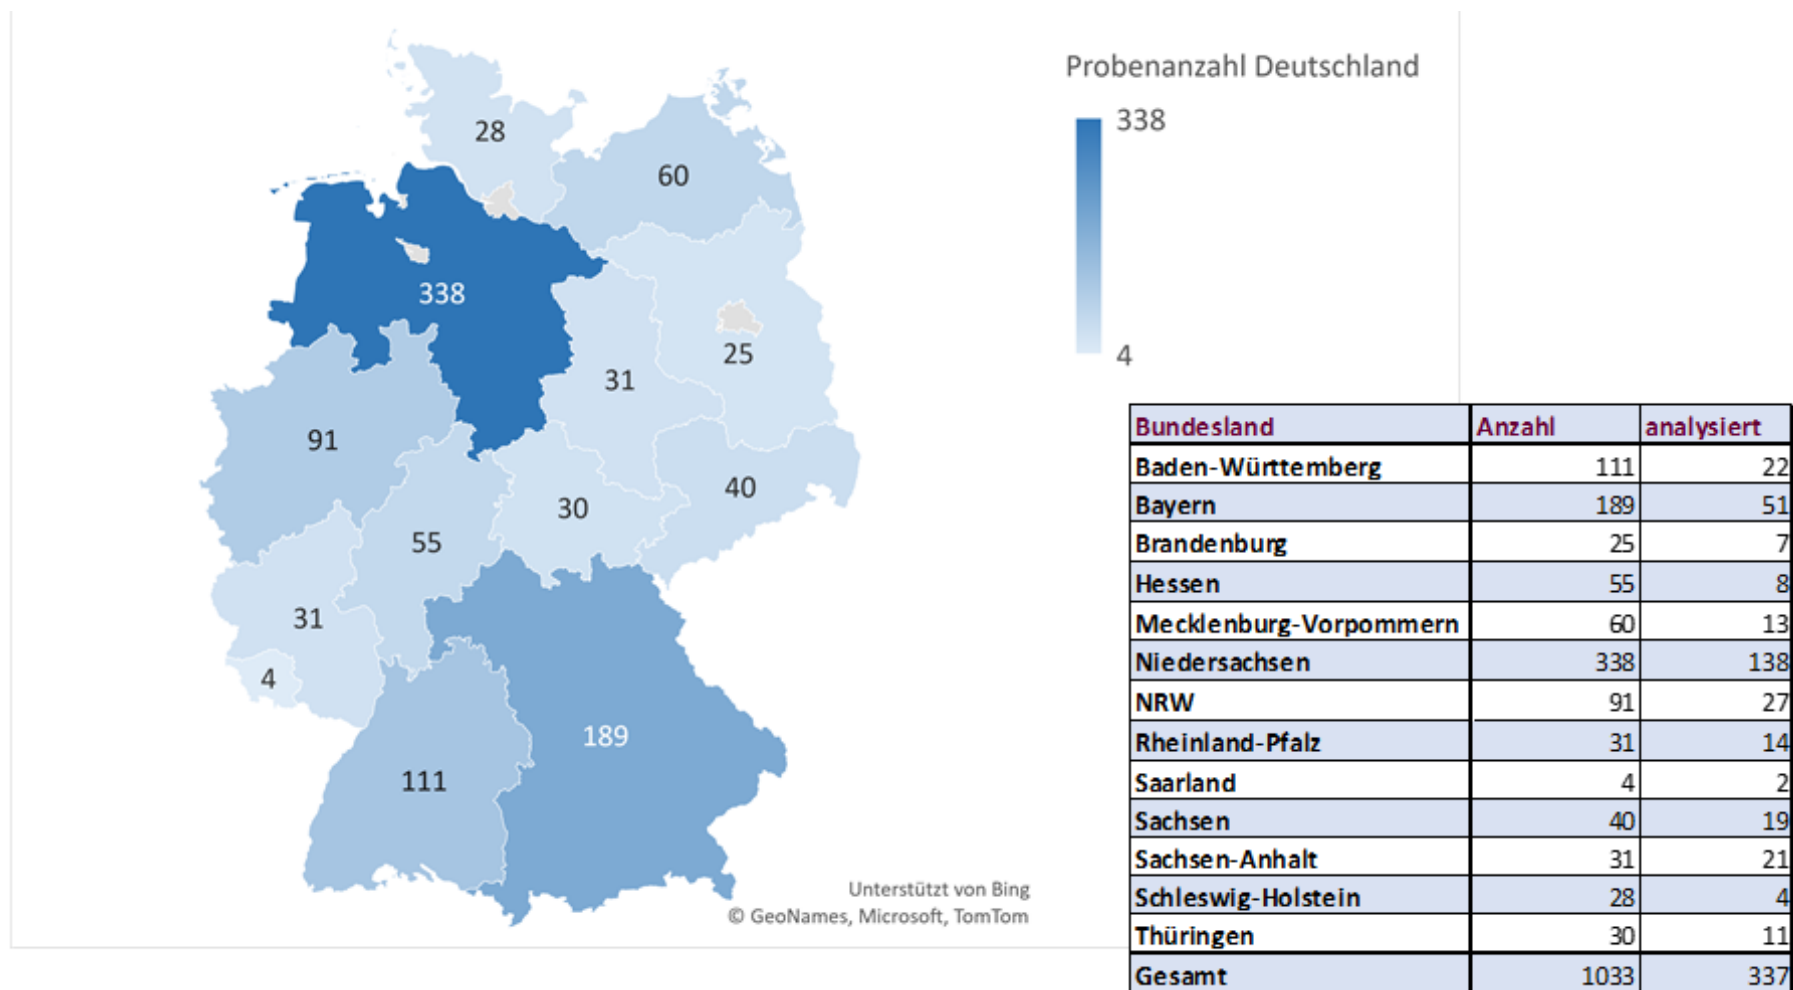 Probenanzahl Deutschland
338
4
28
60
338
25
31
91
40
30
55
31
4
189
111
Unterstützt von Bing
© GeoNames, Microsoft, TomTom
Bundesland Anzahl analysiert
Baden-Württemberg 111 22
Bayern 189 51
Brandenburg 25 7
Hessen 55 8
Mecklenburg-Vorpommern 60 13
Niedersachsen 338 138
NRW 91 27
Rheinland-Pfalz 31 14
Saarland 4 2
Sachsen 40 19
Sachsen-Anhalt 31 21
Schleswig-Holstein 28 4
Thüringen 30 11
Gesamt 1033 337